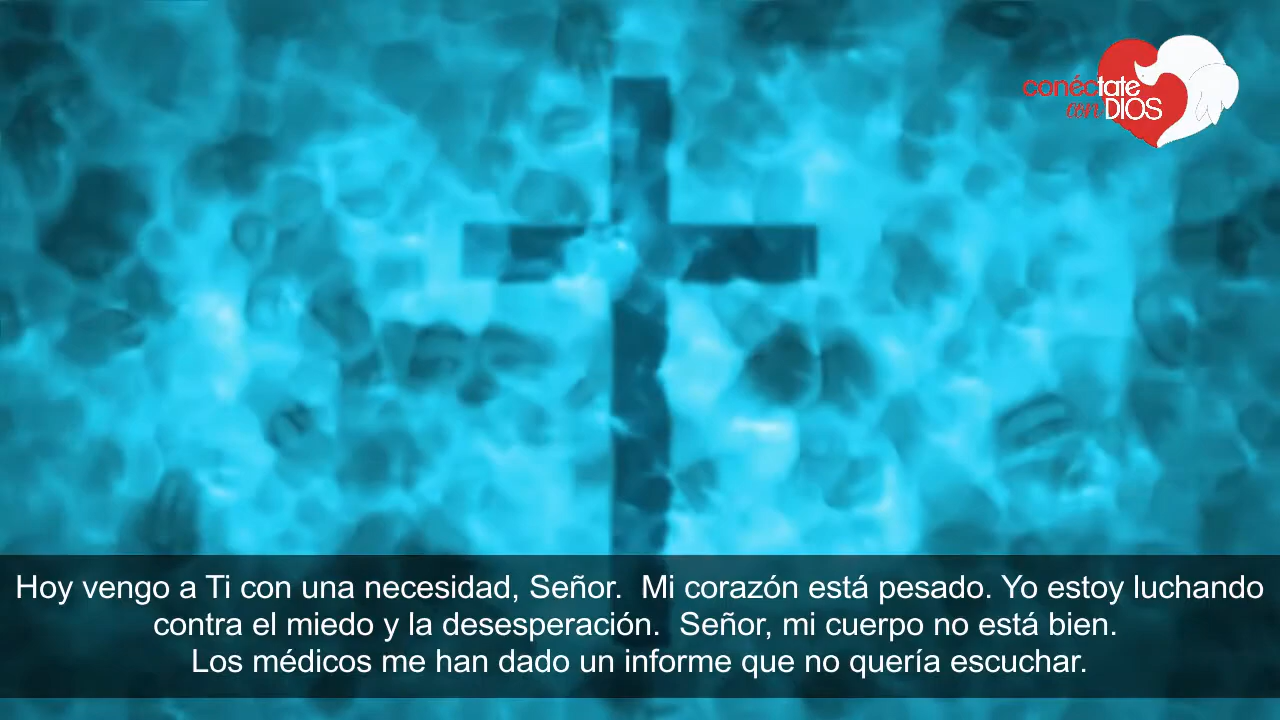 conéctate
con DIOS
Hoy vengo a Ti con una necesidad, Señor.  Mi corazón está pesado. Yo estoy luchando
contra el miedo y la desesperación.  Señor, mi cuerpo no está bien.
Los médicos me han dado un informe que no quería escuchar.